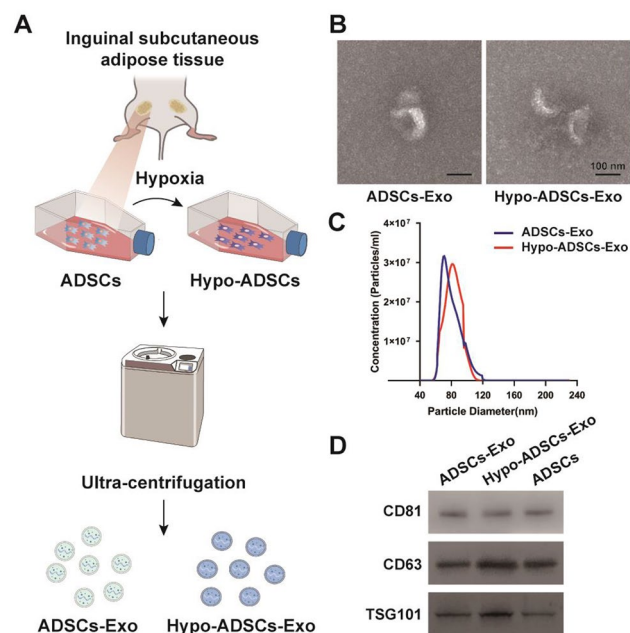 A
Inguinal subcutaneous
adipose tissue
Hypoxia
ADSCs
Hypo-ADSCs
Ultra-centrifugation
ADSCs-Exo
Hypo-ADSCs-Exo
B
100 nm
ADSCs-Exo
Hypo-ADSCs-Exo
C
ADSCs-Exo
Hypo-ADSCs-Exo
Concentration (Particles/ml)
4×10⁷
3×10⁷
2×10⁷
1×10⁷
0
40
80
120
160
200
240
Particle Diameter(nm)
D
ADSCs-Exo
Hypo-ADSCs-Exo
ADSCs
CD81
CD63
TSG101